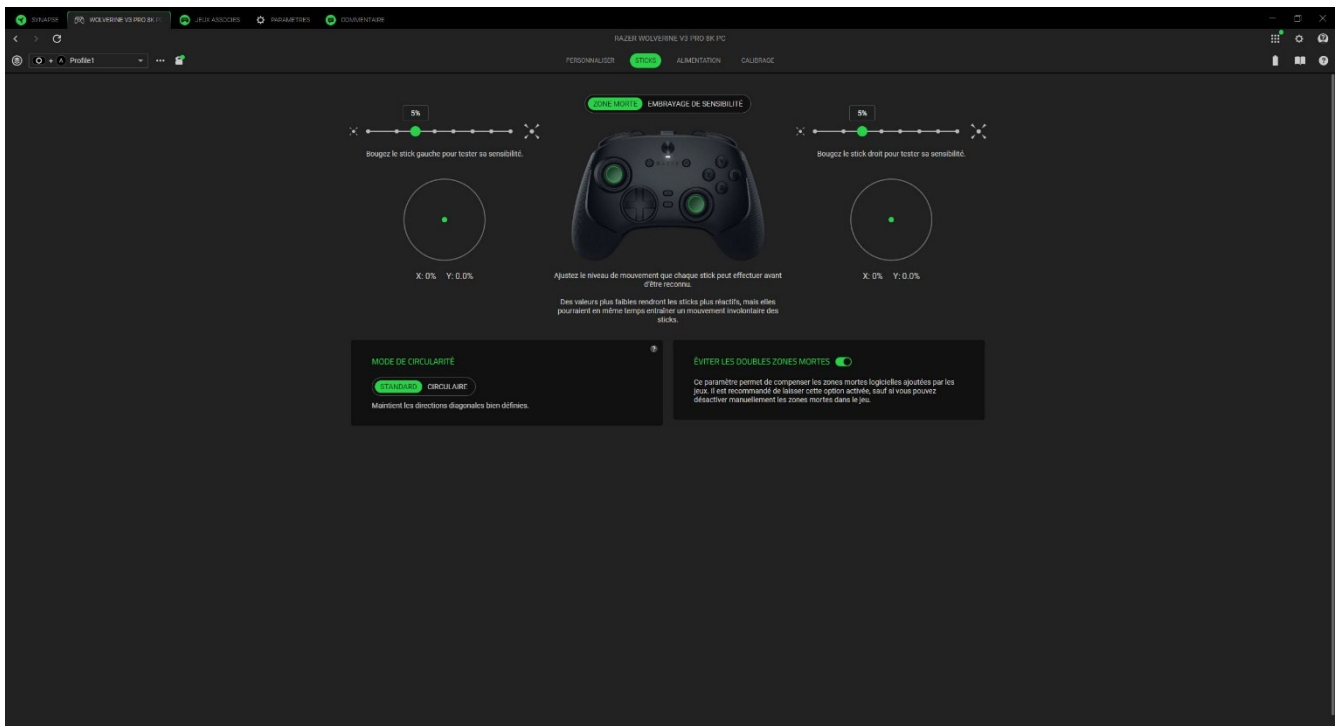 SYNAPSE
WOLVERINE V3 PRO 8K PC
JEUX ASSOCIÉS
PARAMÈTRES
COMMENTAIRE
RAZER WOLVERINE V3 PRO 8K PC
O + A Profile1
PERSONNALISER
STICKS
ALIMENTATION
CALIBRAGE
ZONE MORTE
EMBRAYAGE DE SENSIBILITÉ
5%
Bougez le stick gauche pour tester sa sensibilité.
X: 0% Y: 0.0%
5%
Bougez le stick droit pour tester sa sensibilité.
X: 0% Y: 0.0%
Ajustez le niveau de mouvement que chaque stick peut effectuer avant
d'être reconnu.
Des valeurs plus faibles rendront les sticks plus réactifs, mais elles
pourraient en même temps entraîner un mouvement involontaire des
sticks.
MODE DE CIRCULARITÉ
STANDARD
CIRCULAIRE
Maintient les directions diagonales bien définies.
ÉVITER LES DOUBLES ZONES MORTES
Ce paramètre permet de compenser les zones mortes logicielles ajoutées par les
jeux. Il est recommandé de laisser cette option activée, sauf si vous pouvez
désactiver manuellement les zones mortes dans le jeu.